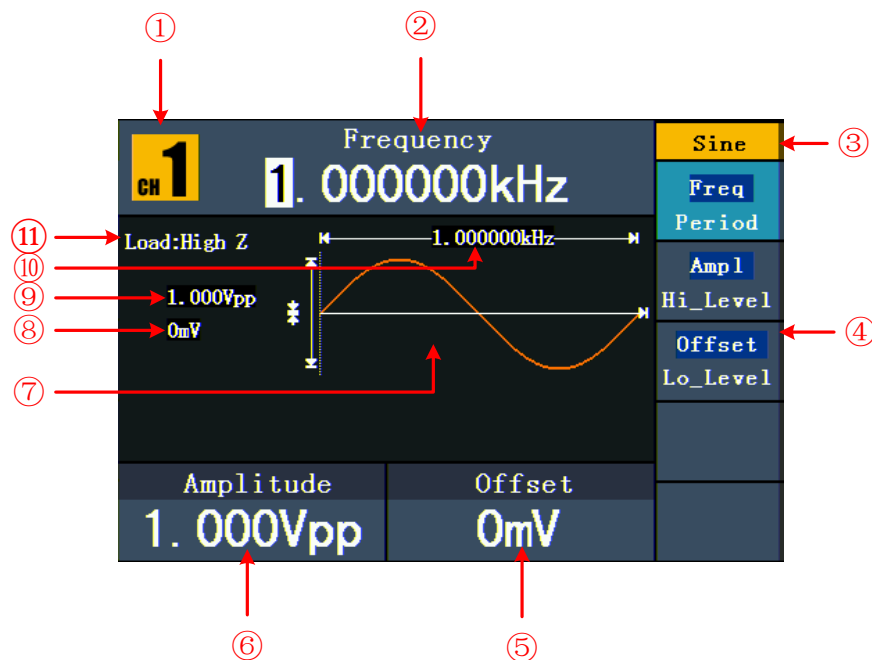 ① ②
CH 1
Frequency
1. 000000kHz
Sine ③
Freq
Period
⑪ Load:High Z
1. 000000kHz
⑩
Ampl
Hi_Level
⑨ 1. 000Vpp
⑧ 0mV
Offset ④
Lo_Level
⑦
Amplitude Offset
1. 000Vpp 0mV
⑥ ⑤